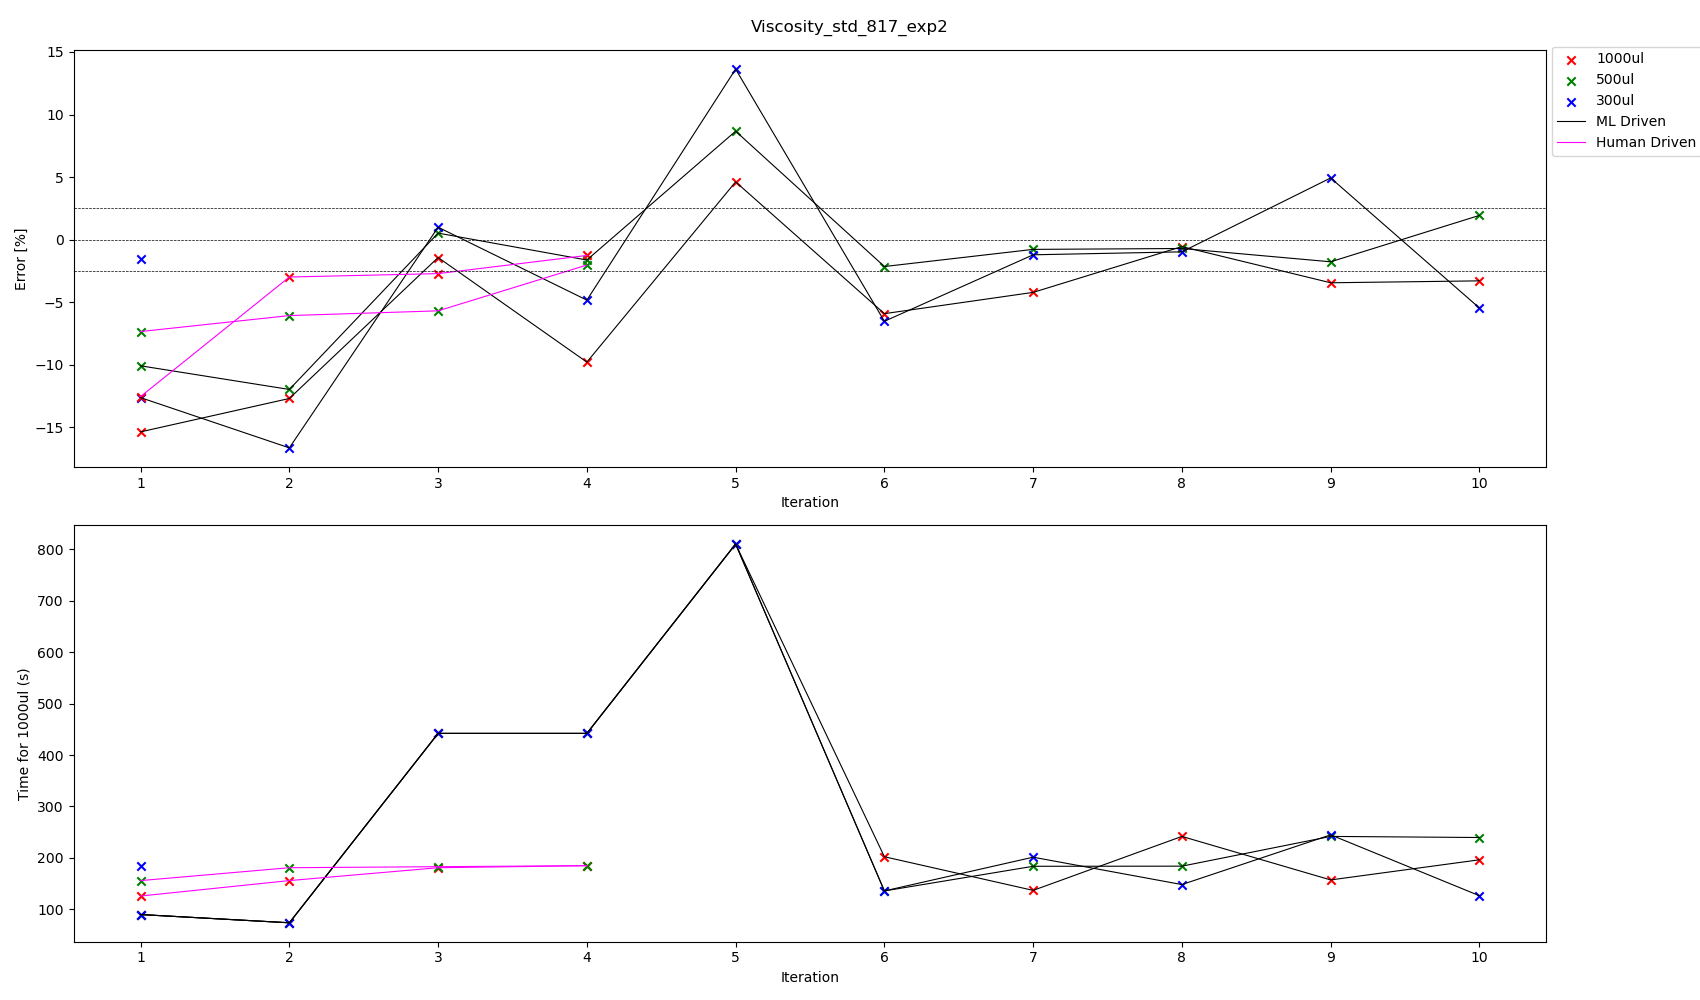 Viscosity_std_817_exp2
15
10
5
0
−5
−10
−15
Error [%]
1 2 3 4 5 6 7 8 9 10
Iteration
1000ul
500ul
300ul
ML Driven
Human Driven
800
700
600
500
400
300
200
100
Time for 1000ul (s)
1 2 3 4 5 6 7 8 9 10
Iteration